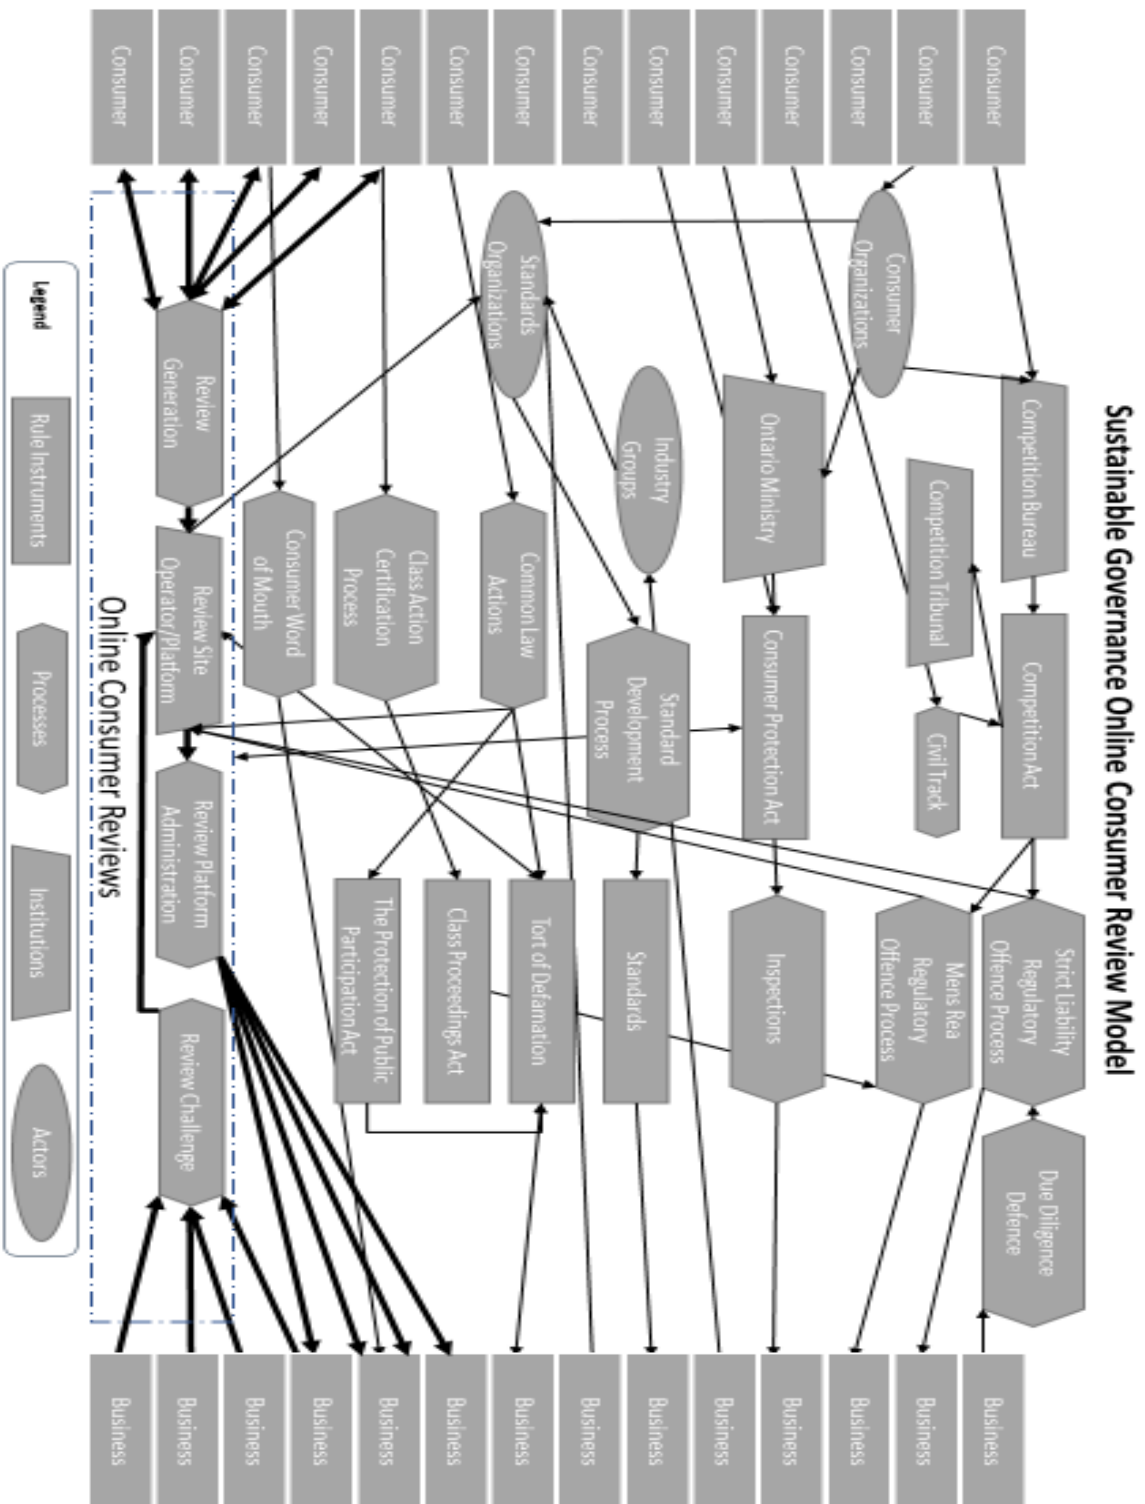 Sustainable Governance Online Consumer Review Model
Consumer
Consumer
Consumer
Consumer
Consumer
Consumer
Consumer
Consumer
Consumer
Consumer
Consumer
Consumer
Consumer
Consumer
Competition Bureau
Competition Act
Strict Liability
Regulatory
Offence Process
Due Diligence
Defence
Competition Tribunal
Civil Track
Mens Rea
Regulatory
Offence Process
Consumer
Organizations
Ontario Ministry
Consumer Protection Act
Inspections
Industry
Groups
Standard
Development
Process
Standards
Standards
Organizations
Common Law
Actions
Tort of Defamation
Class Action
Certification
Process
Class Proceedings Act
The Protection of Public
Participation Act
Consumer Word
of Mouth
Review
Generation
Review Site
Operator/Platform
Review Platform
Administration
Review Challenge
Online Consumer Reviews
Business
Business
Business
Business
Business
Business
Business
Business
Business
Business
Business
Business
Business
Business
Legend
Rule Instruments
Processes
Institutions
Actors